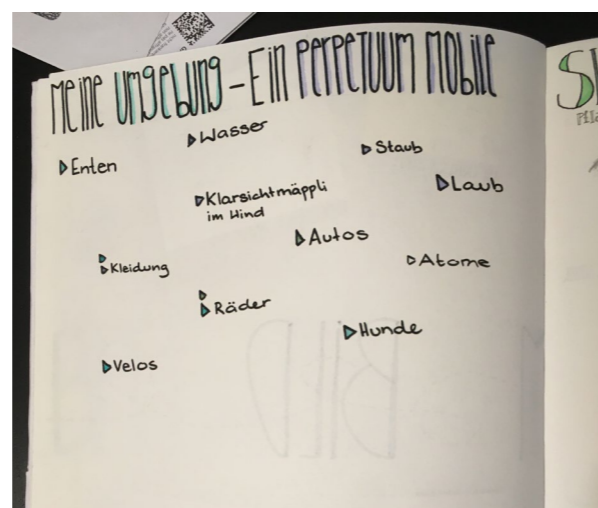 Meine Umgebung – Ein Perpetuum Mobile
Wasser
Enten
Staub
Laub
Klarsichtmäppli
im Wind
Autos
Kleidung
Atome
Räder
Hunde
Velos